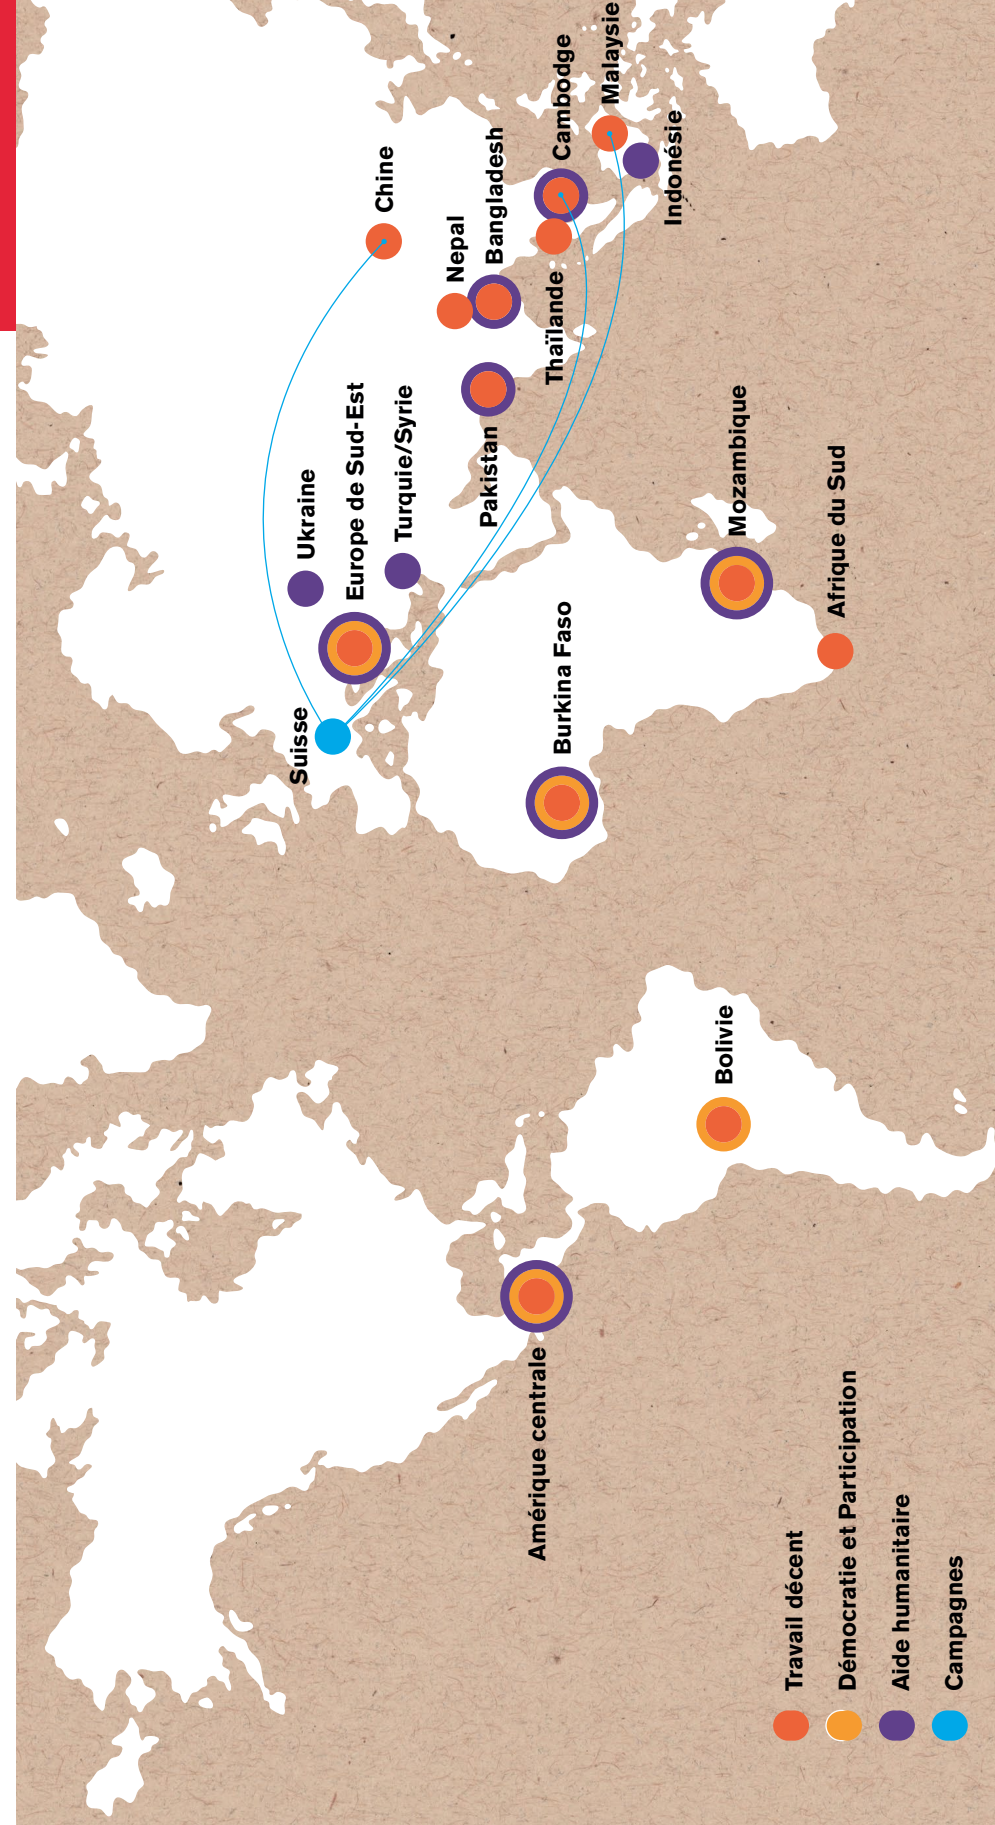 Suisse
Ukraine
Europe de Sud-Est
Turquie/Syrie
Chine
Nepal
Bangladesh
Pakistan
Thaïlande
Cambodge
Malaysie
Indonésie
Burkina Faso
Mozambique
Afrique du Sud
Amérique centrale
Bolivie
Travail décent
Démocratie et Participation
Aide humanitaire
Campagnes